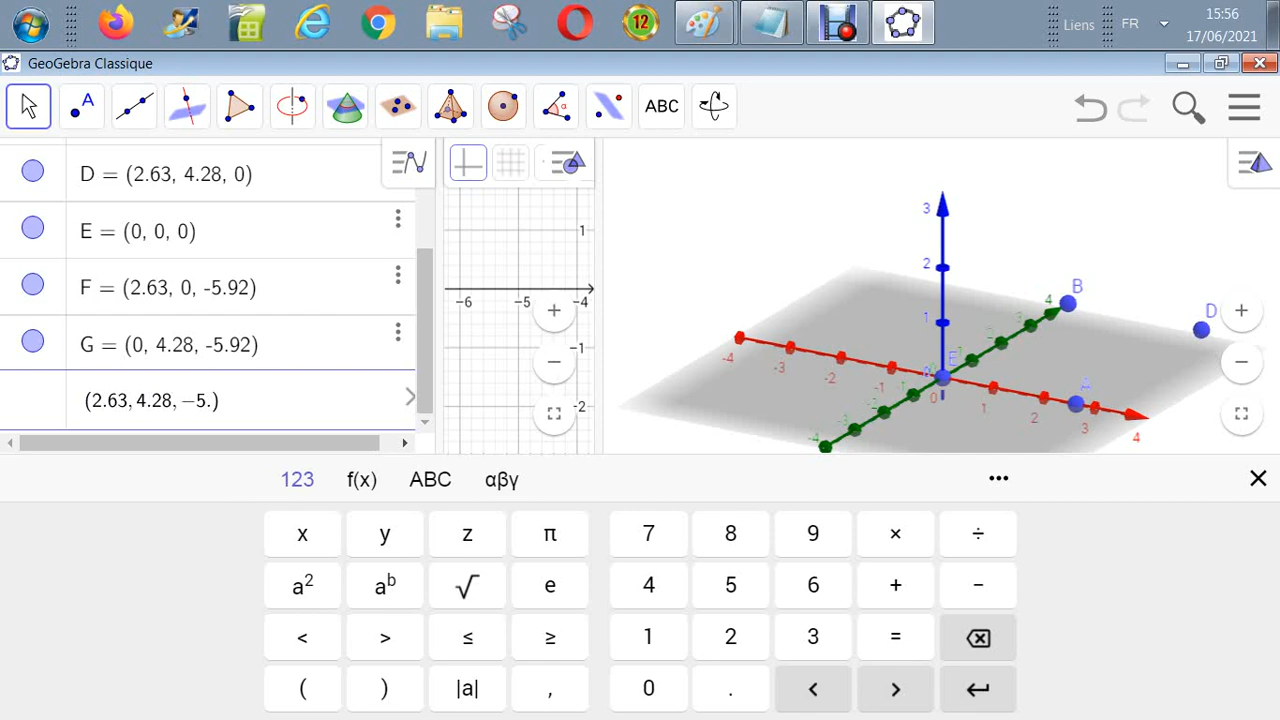 12
Liens
FR
15:56
17/06/2021
GeoGebra Classique
A
α
ABC
D = (2.63, 4.28, 0)
E = (0, 0, 0)
F = (2.63, 0, -5.92)
G = (0, 4.28, -5.92)
(2.63, 4.28, −5.)
1
−6 −5 −4
−1
−2
3
2
1
4 B
3
D
-4
-3
-2
-1
0
E
1
2
A
3
4
-4
123 f(x) ABC αβγ
x y z π 7 8 9 × ÷
a² aᵇ √ e 4 5 6 + −
< > ≤ ≥ 1 2 3 =
( ) |a| , 0 . < >